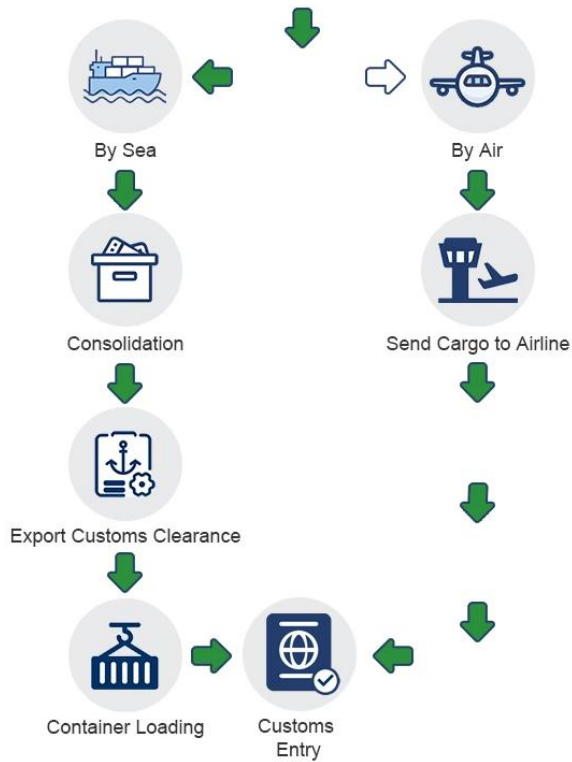 By Sea
By Air
Consolidation
Send Cargo to Airline
Export Customs Clearance
Container Loading
Customs
Entry